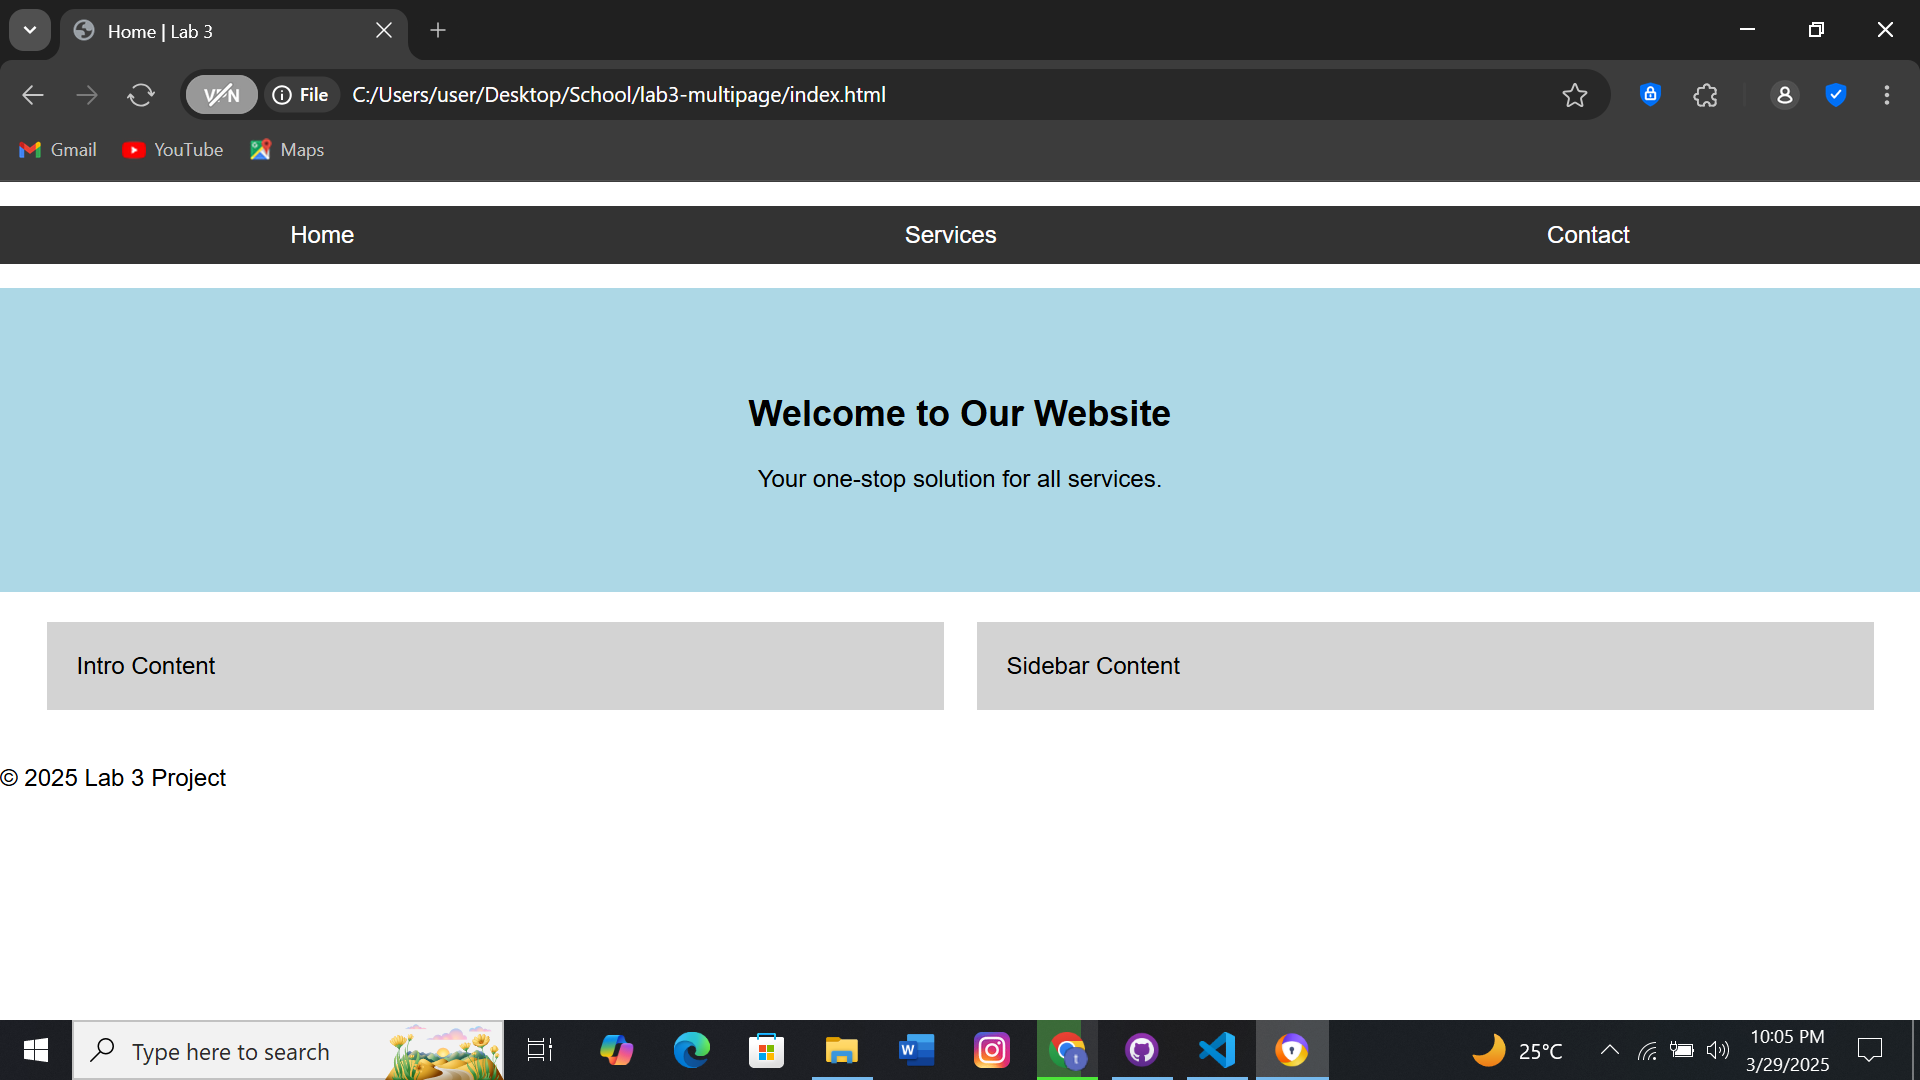 Home | Lab 3
VPN
File
C:/Users/user/Desktop/School/lab3-multipage/index.html
Gmail
YouTube
Maps
Home
Services
Contact
Welcome to Our Website
Your one-stop solution for all services.
Intro Content
Sidebar Content
© 2025 Lab 3 Project
Type here to search
W
t
25°C
10:05 PM
3/29/2025